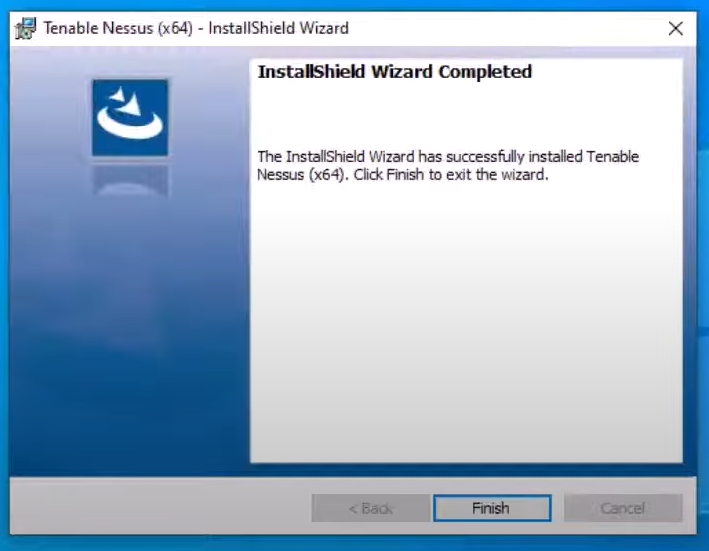 Tenable Nessus (x64) - InstallShield Wizard
InstallShield Wizard Completed
The InstallShield Wizard has successfully installed Tenable
Nessus (x64). Click Finish to exit the wizard.
< Back Finish Cancel